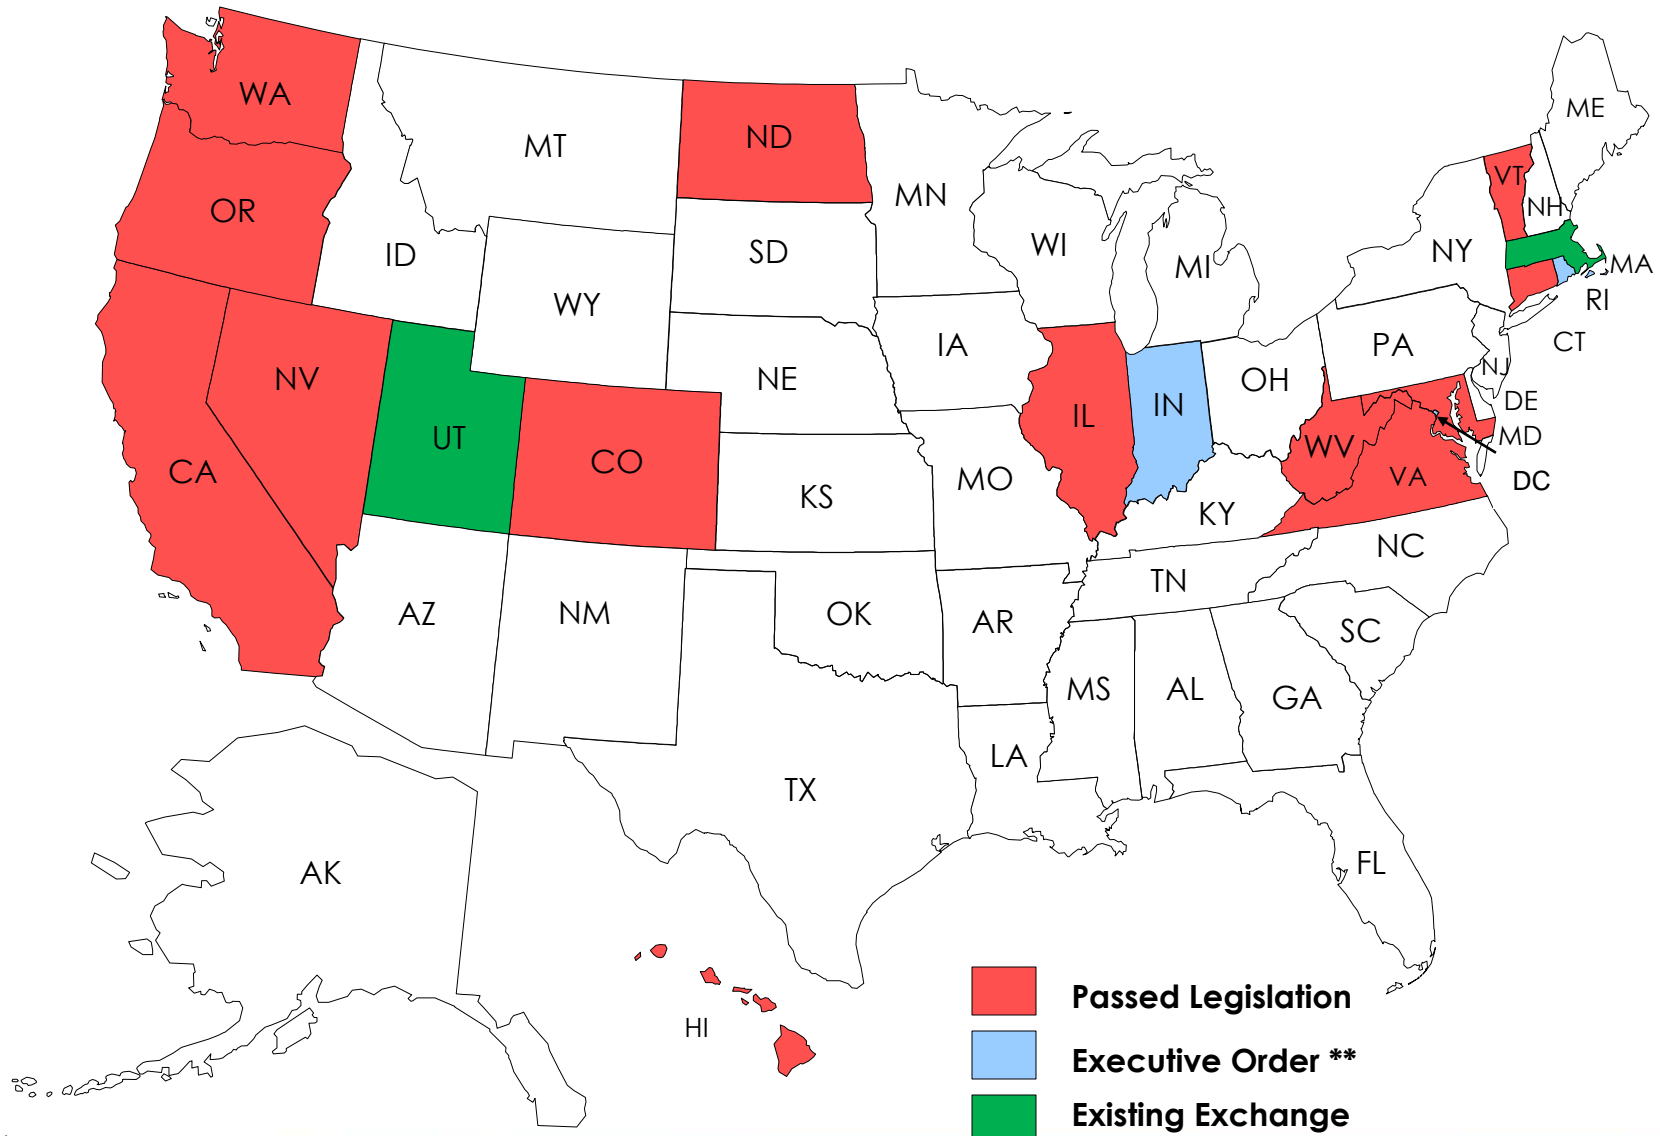 WA
ME
MT
ND
VT
MN
NH
OR
WI
NY
ID
SD
MI
MA
RI
WY
IA
PA
CT
NV
NE
OH
NJ
IL
IN
DE
UT
MD
CO
WV
CA
MO
VA
DC
KS
KY
NC
TN
AZ
NM
OK
AR
SC
MS
AL
GA
LA
TX
FL
AK
HI
Passed Legislation
Executive Order **
Existing Exchange